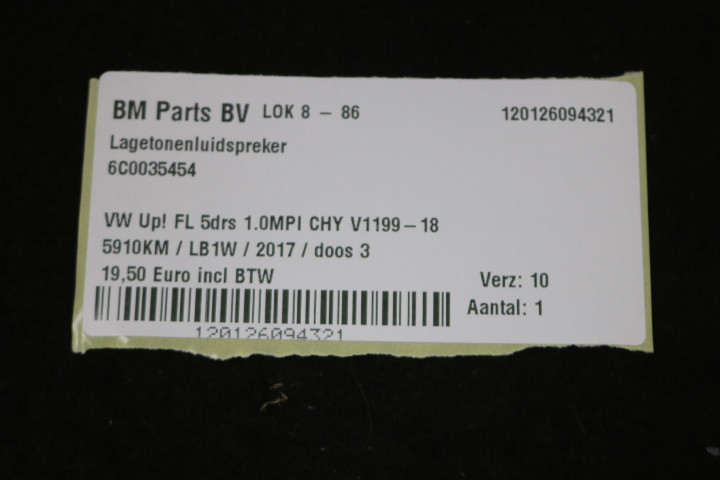 BM Parts BV LOK 8 - 86 120126094321
Lagetonenluidspreker
6C0035454
VW Up! FL 5drs 1.0MPI CHY V1199-18
5910KM / LB1W / 2017 / doos 3
19,50 Euro incl BTW Verz: 10
Aantal: 1
120126094321